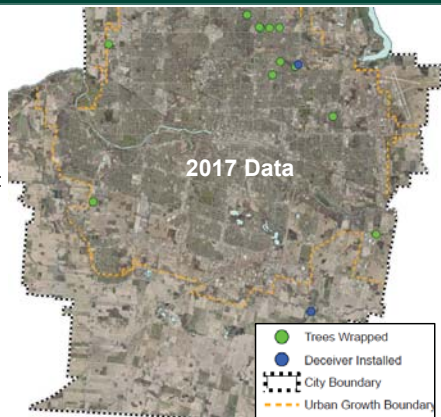 2017 Data
Trees Wrapped
Deceiver Installed
City Boundary
Urban Growth Boundary